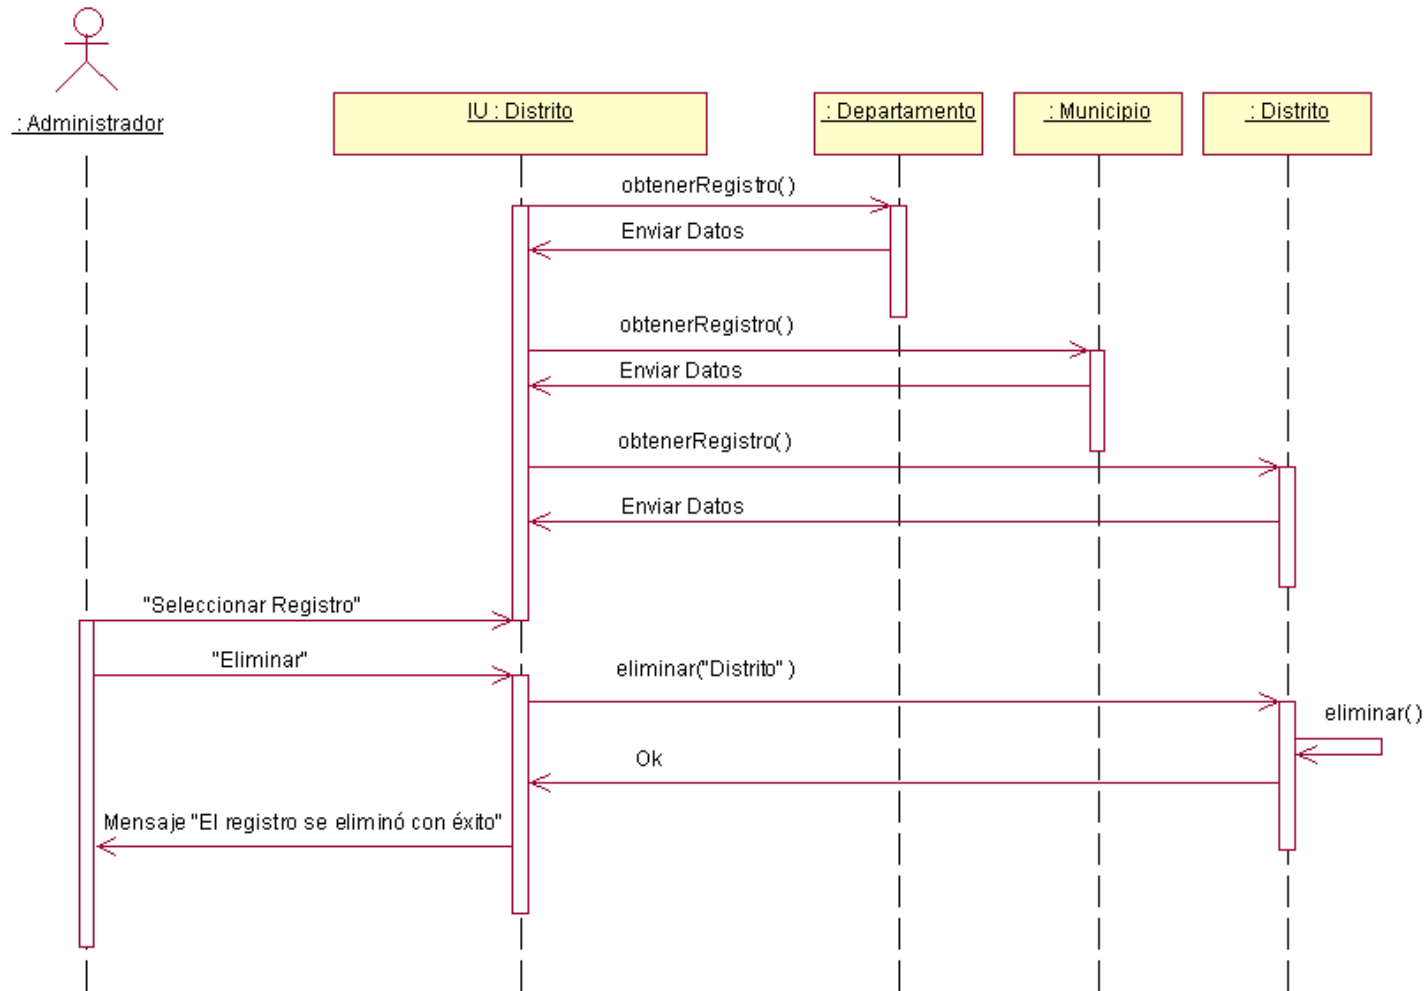 : Administrador
IU : Distrito
: Departamento
: Municipio
: Distrito
obtenerRegistro( )
Enviar Datos
obtenerRegistro( )
Enviar Datos
obtenerRegistro( )
Enviar Datos
"Seleccionar Registro"
"Eliminar"
eliminar("Distrito" )
eliminar( )
Ok
Mensaje "El registro se eliminó con éxito"